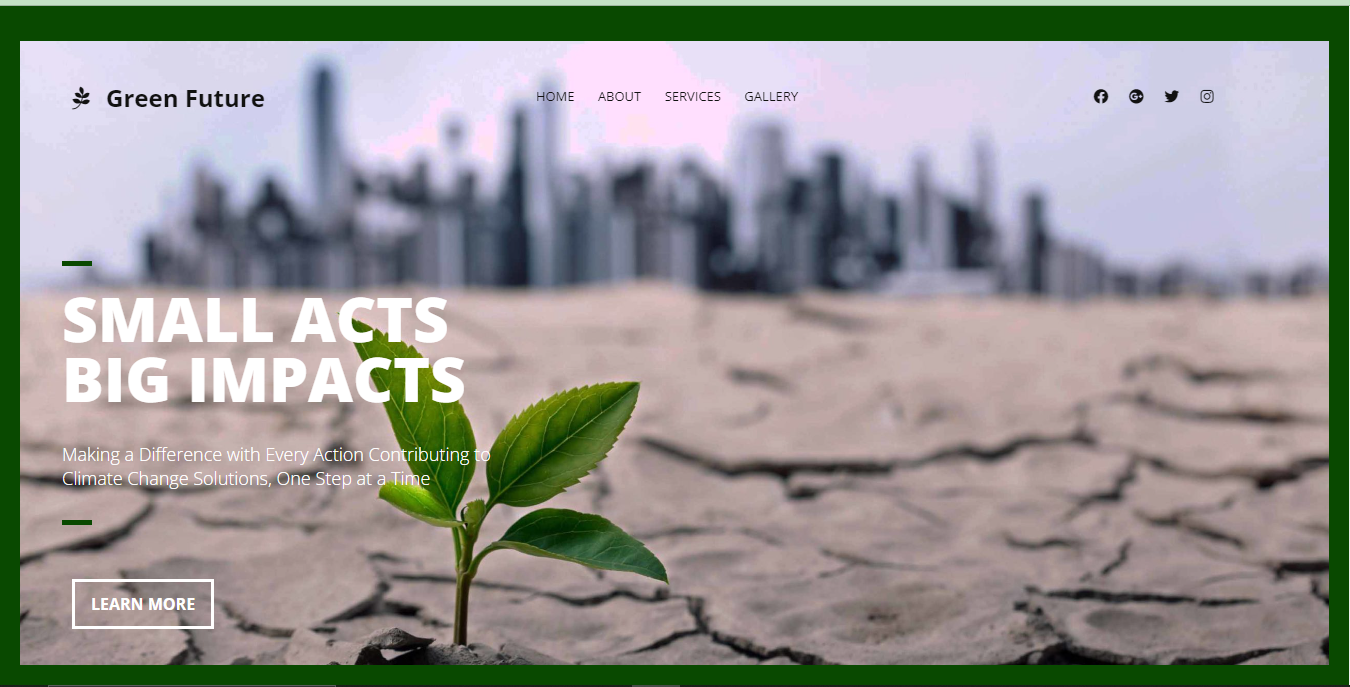 Green Future
HOME ABOUT SERVICES GALLERY
SMALL ACTS
BIG IMPACTS
Making a Difference with Every Action Contributing to
Climate Change Solutions, One Step at a Time
LEARN MORE